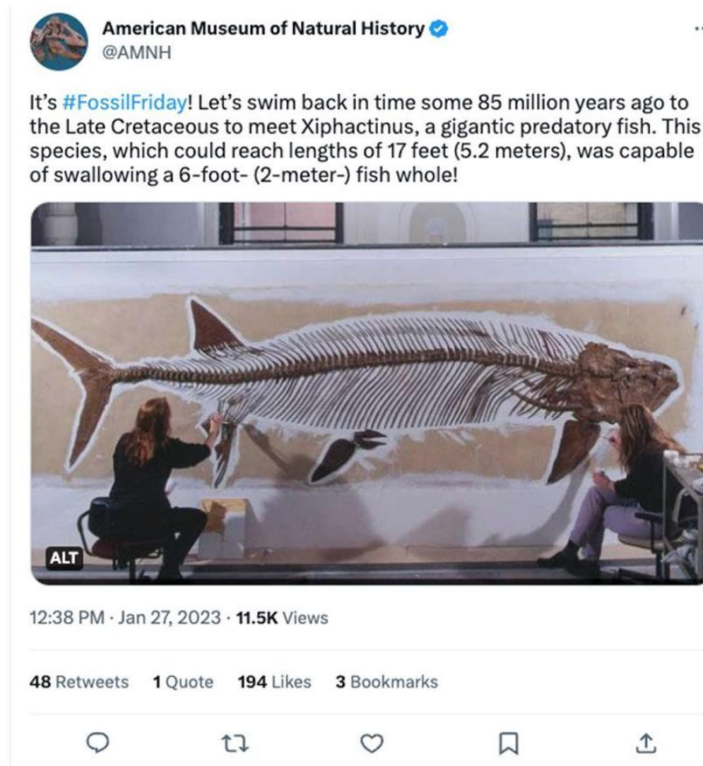 American Museum of Natural History
@AMNH
It’s #FossilFriday! Let’s swim back in time some 85 million years ago to
the Late Cretaceous to meet Xiphactinus, a gigantic predatory fish. This
species, which could reach lengths of 17 feet (5.2 meters), was capable
of swallowing a 6-foot- (2-meter-) fish whole!
ALT
12:38 PM · Jan 27, 2023 · 11.5K Views
48 Retweets 1 Quote 194 Likes 3 Bookmarks